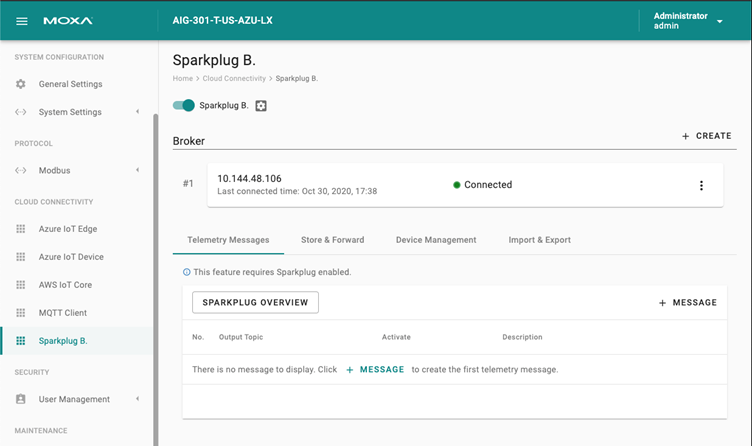 MOXA
AIG-301-T-US-AZU-LX
Administrator
admin
SYSTEM CONFIGURATION
General Settings
System Settings
PROTOCOL
Modbus
CLOUD CONNECTIVITY
Azure IoT Edge
Azure IoT Device
AWS IoT Core
MQTT Client
Sparkplug B.
SECURITY
User Management
MAINTENANCE
Sparkplug B.
Home > Cloud Connectivity > Sparkplug B.
Sparkplug B.
Broker
+ CREATE
#1
10.144.48.106
Last connected time: Oct 30, 2020, 17:38
Connected
Telemetry Messages Store & Forward Device Management Import & Export
This feature requires Sparkplug enabled.
SPARKPLUG OVERVIEW
+ MESSAGE
No. Output Topic Activate Description
There is no message to display. Click + MESSAGE to create the first telemetry message.